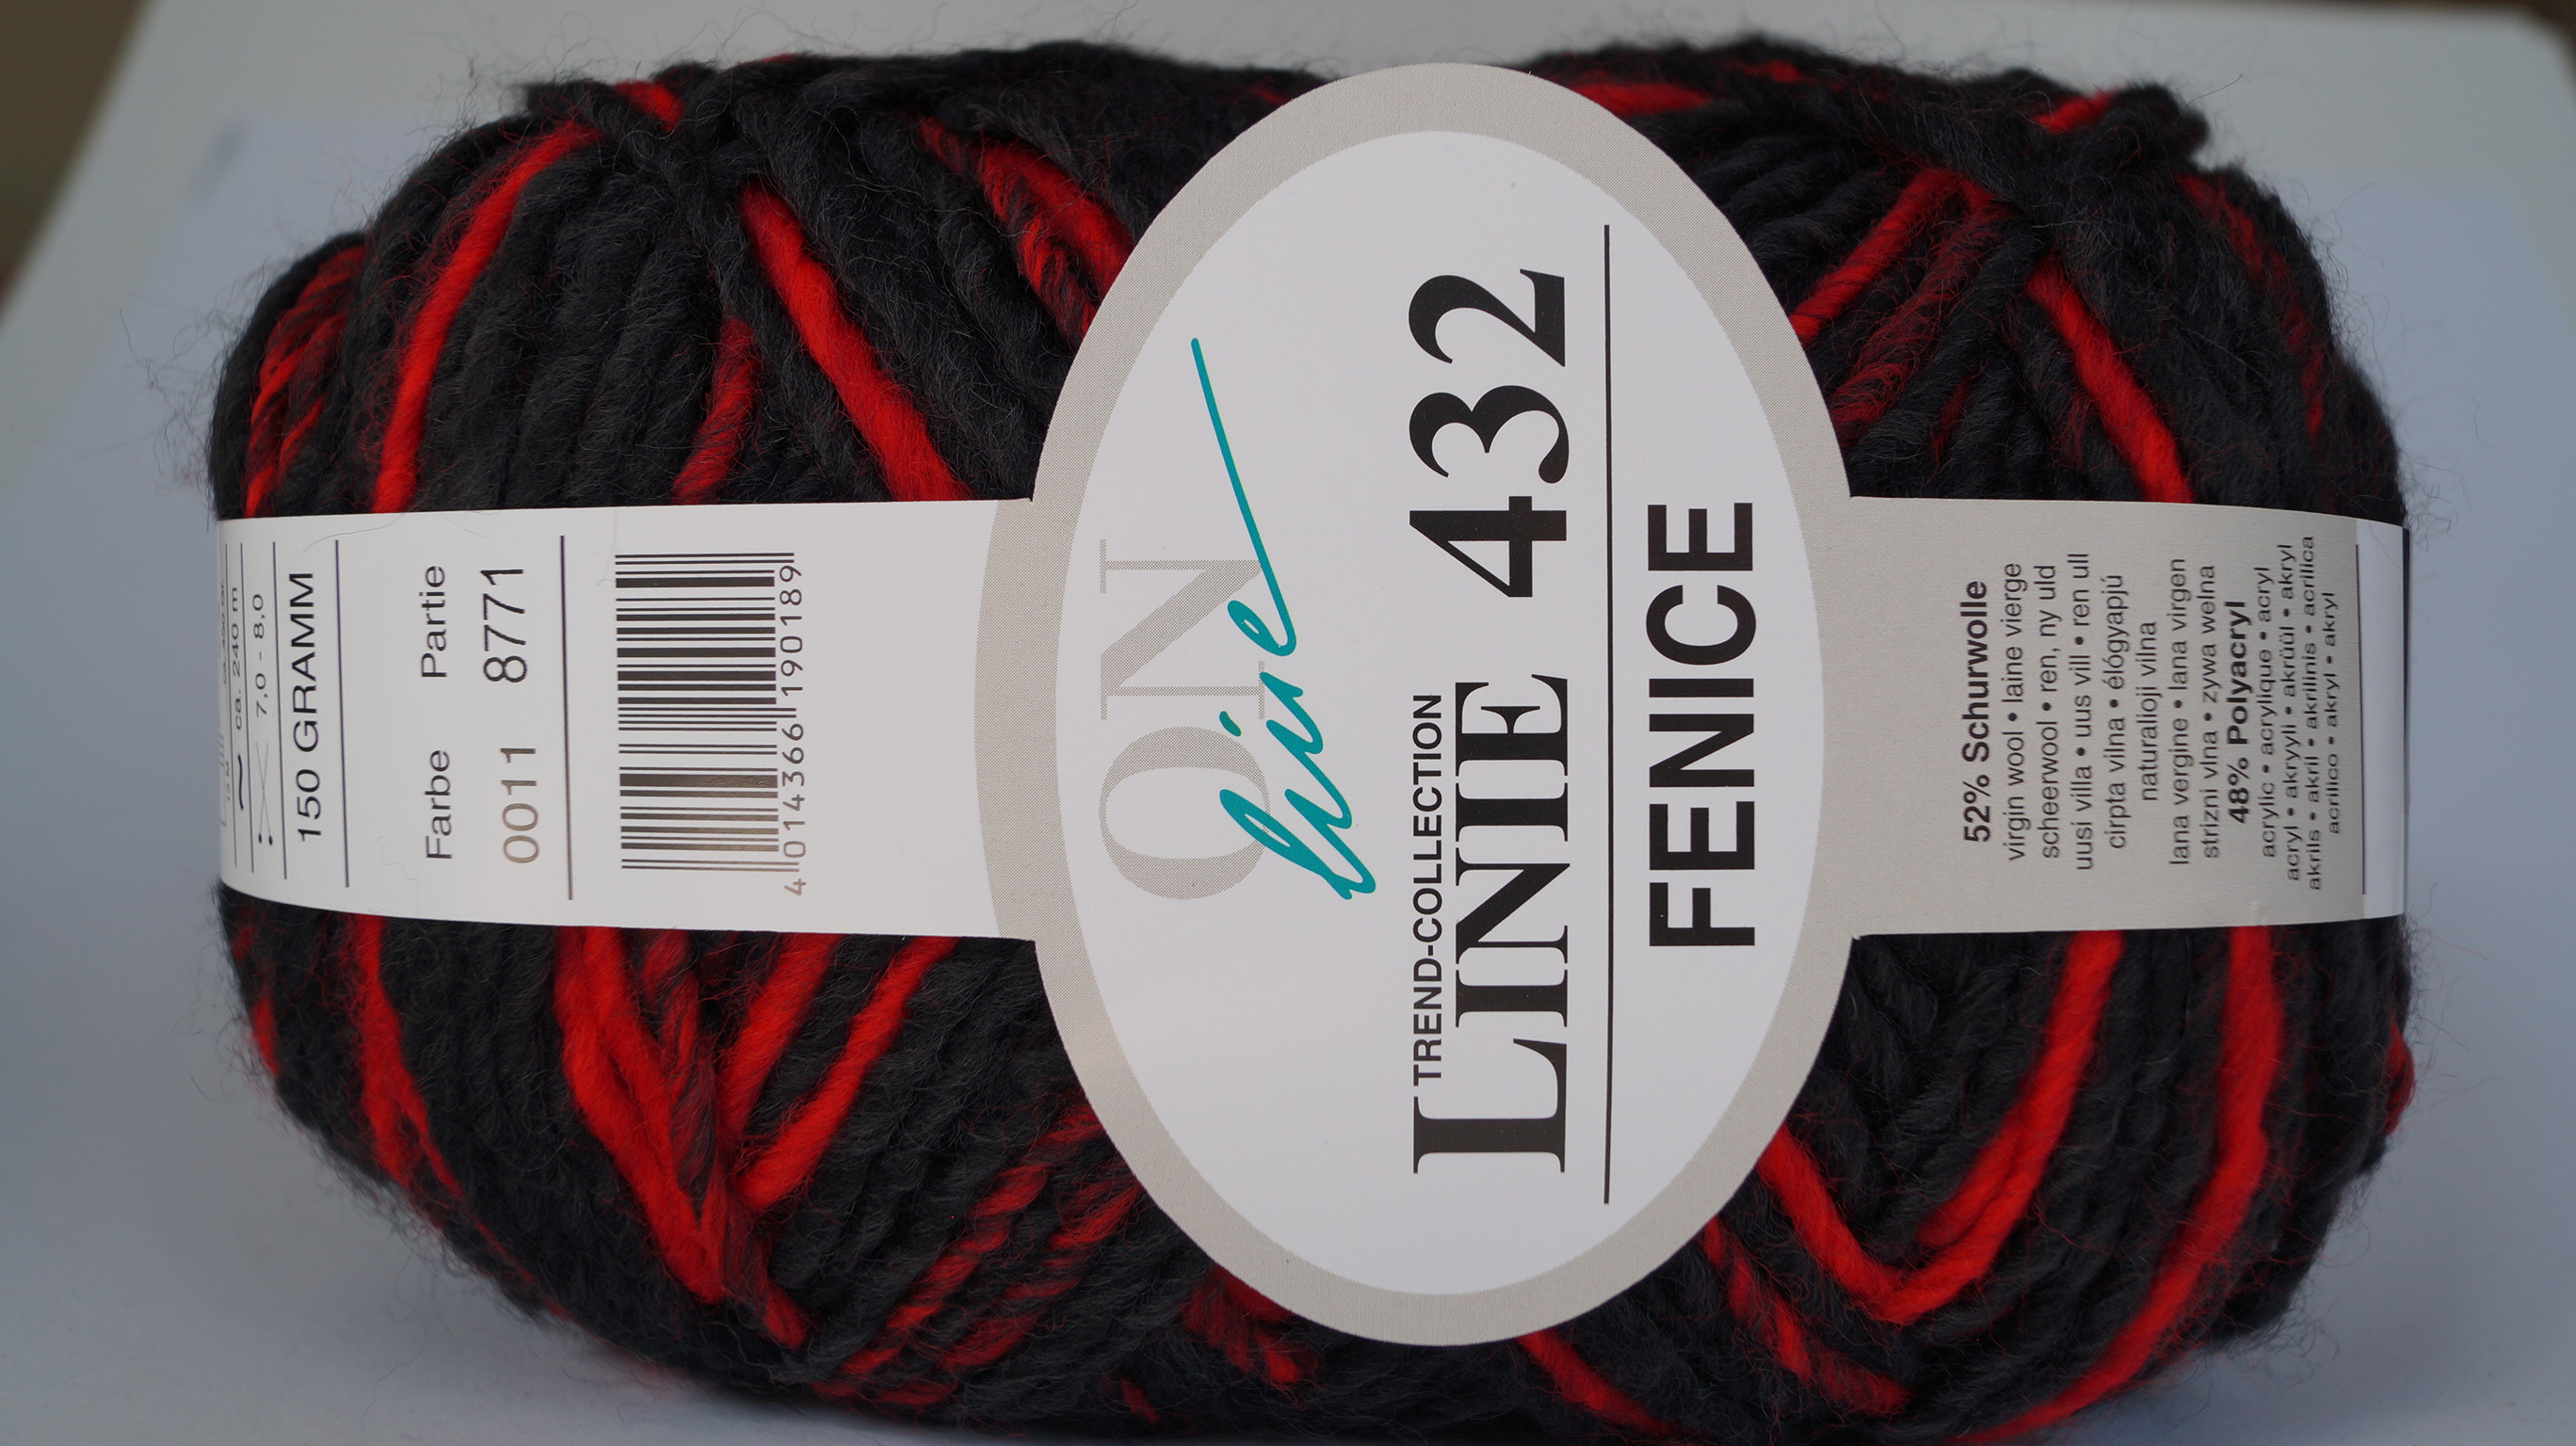 ca. 240 m
7.0 - 8.0
150 GRAMM
Farbe Partie
0011 8771
4 014366 190189
ON
line
TREND-COLLECTION
LINIE 432
FENICE
52% Schurwolle
virgin wool • laine vierge
scheerwool • ren, ny uld
uusi villa • uus vill • ren ull
cirpta vilna • élógyapjú
naturalioji vilna
lana vergine • lana virgen
strizni vlna • zywa welna
48% Polyacryl
acrylic • acrylique • acryl
acryl • akryyli • akrüül • akryl
akrils • akril • akrilinis • acrilica
acrilico • akryl • akryl